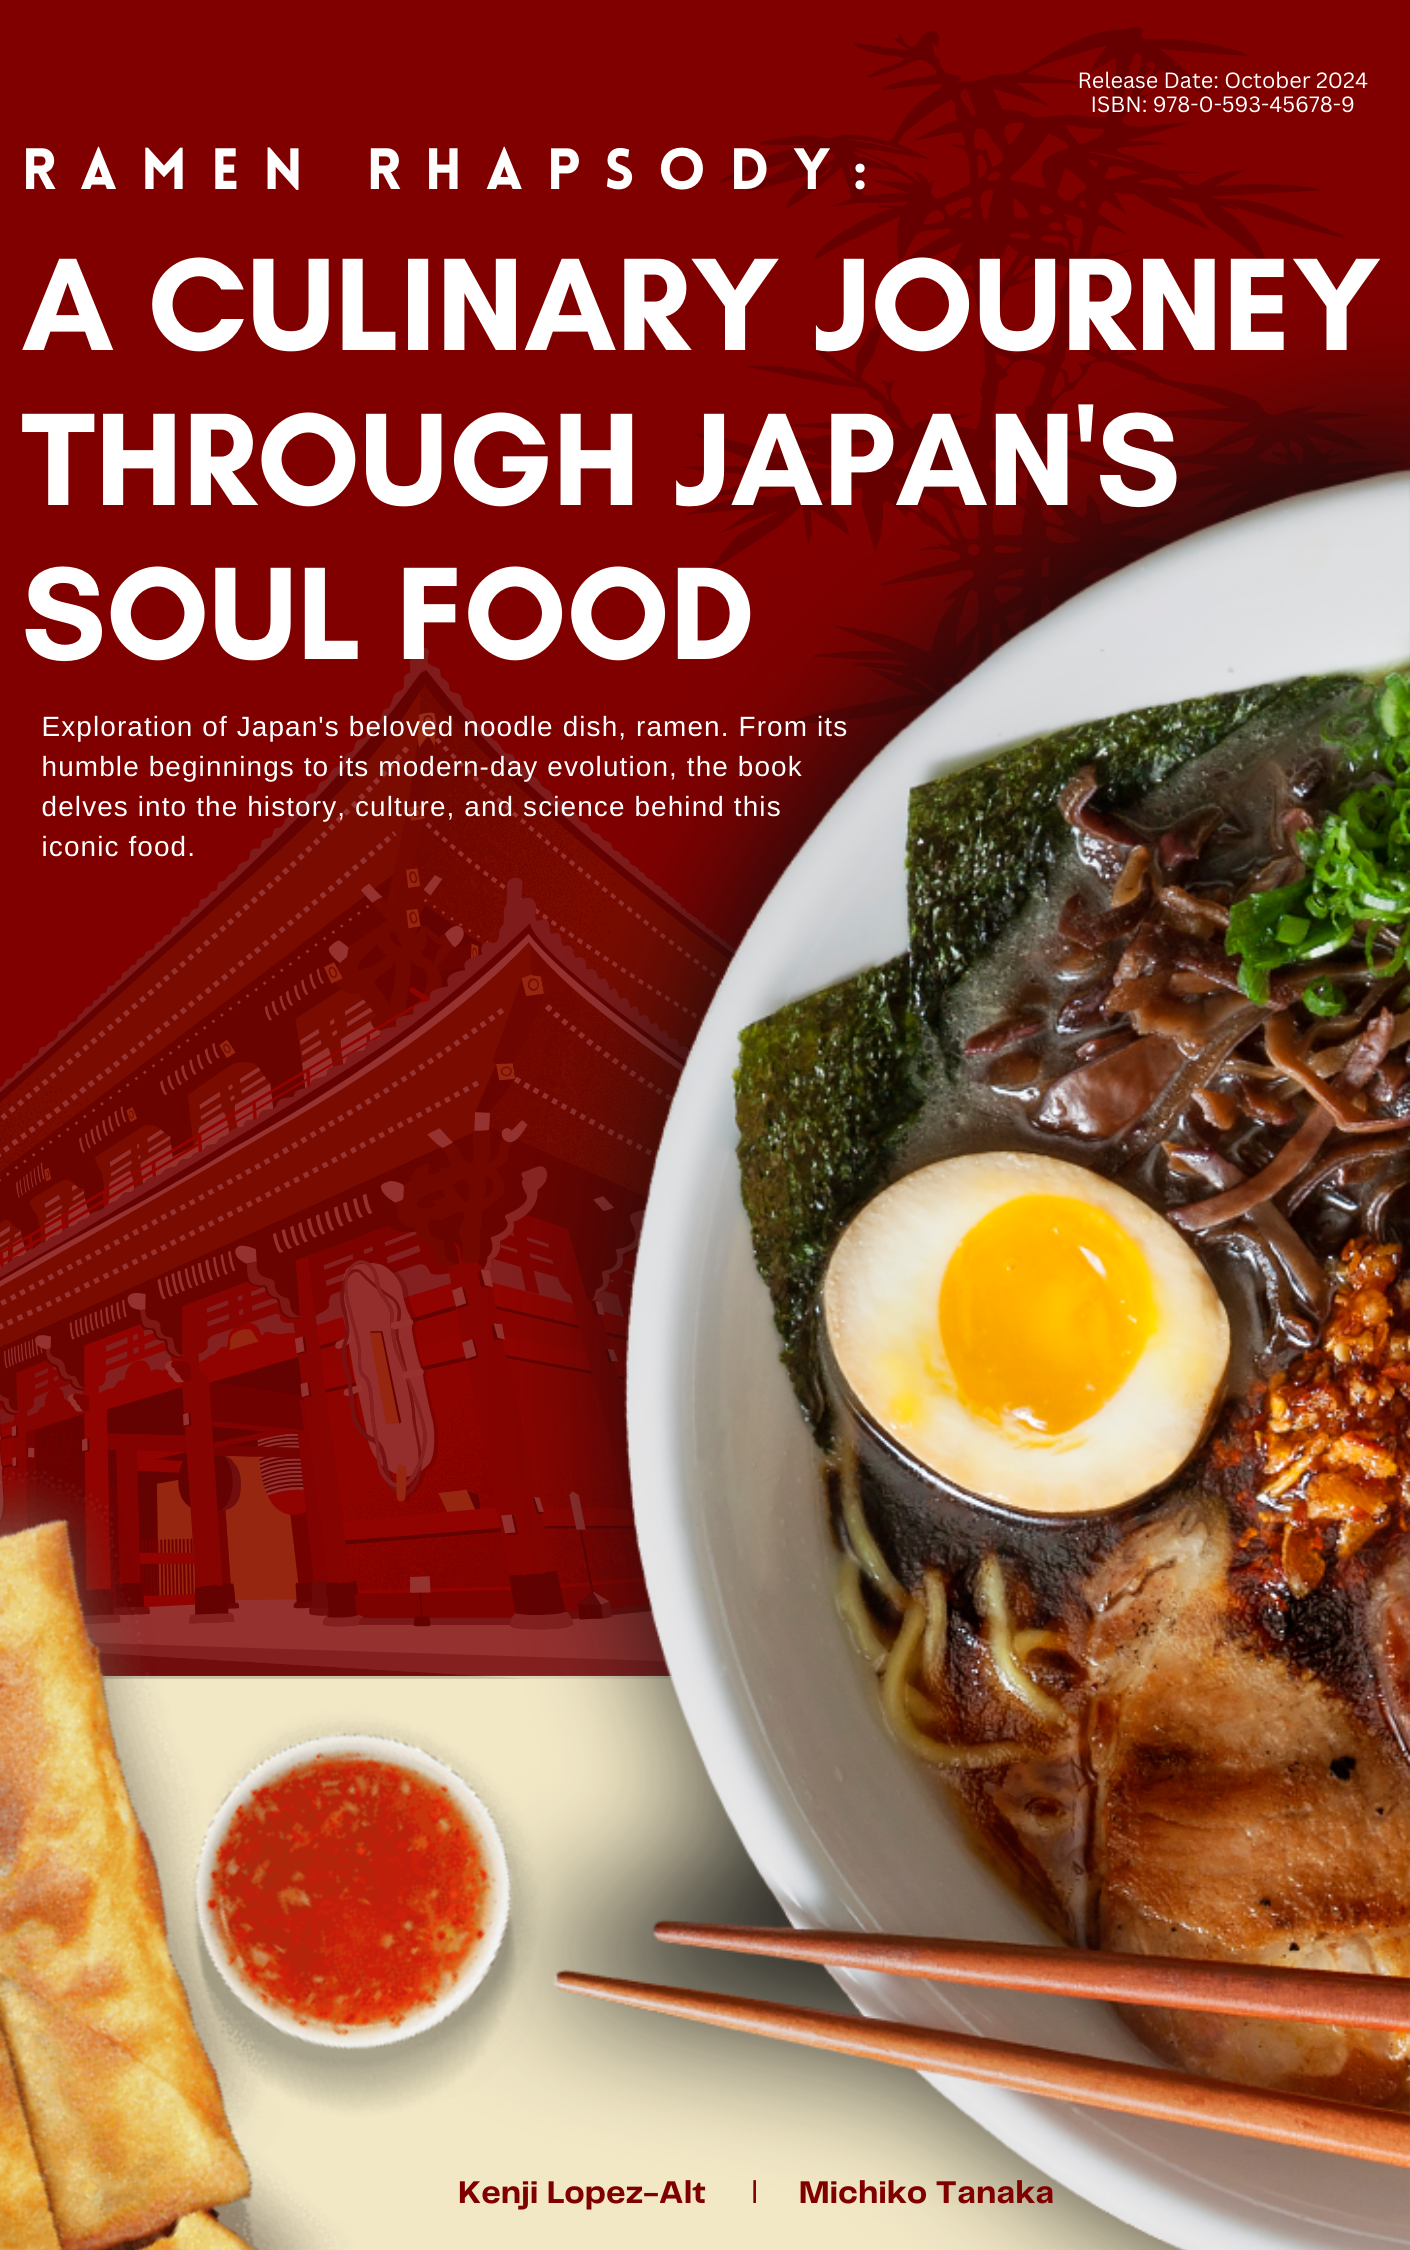 Release Date: October 2024
ISBN: 978-0-593-45678-9
RAMEN RHAPSODY:
A CULINARY JOURNEY
THROUGH JAPAN'S
SOUL FOOD
Exploration of Japan's beloved noodle dish, ramen. From its
humble beginnings to its modern-day evolution, the book
delves into the history, culture, and science behind this
iconic food.
Kenji Lopez-Alt | Michiko Tanaka